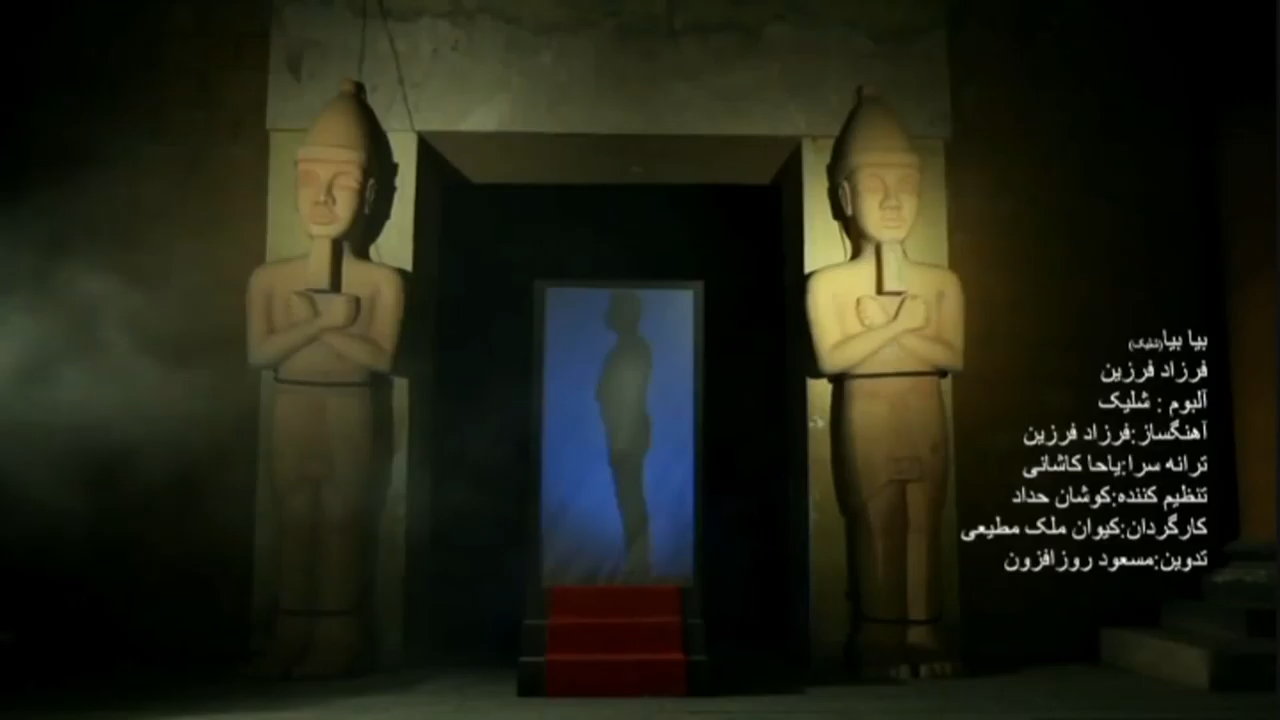 بیا بیا(شلیک)
فرزاد فرزین
آلبوم : شلیک
آهنگساز:فرزاد فرزین
ترانه سرا:یاحا کاشانی
تنظیم کننده:کوشان حداد
کارگردان:کیوان ملک مطیعی
تدوین:مسعود روزافزون